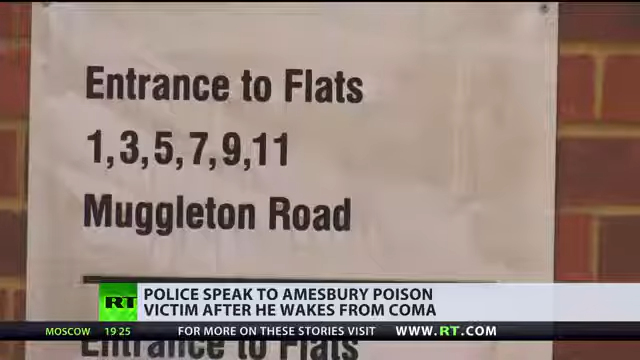 Entrance to Flats
1,3,5,7,9,11
Muggleton Road
RT
POLICE SPEAK TO AMESBURY POISON
VICTIM AFTER HE WAKES FROM COMA
MOSCOW 19 25 FOR MORE ON THESE STORIES VISIT WWW.RT.COM
Entrance to Flats